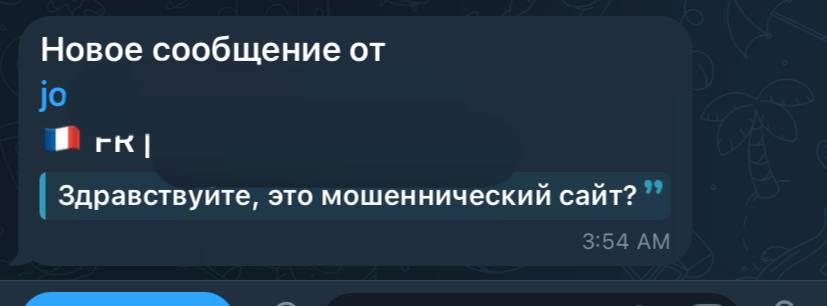 Новое сообщение от
jo
FR |
Здравствуите, это мошеннический сайт?
3:54 AM